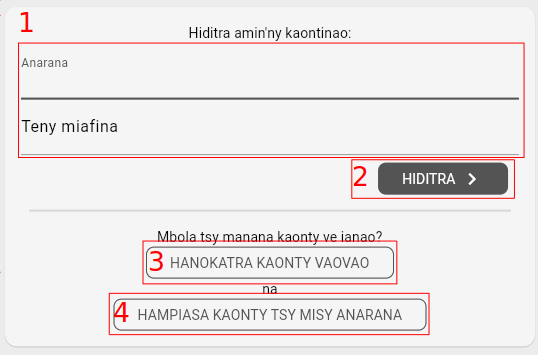 1
Hiditra amin'ny kaontinao:
Anarana
Teny miafina
2 HIDITRA
Mbola tsy manana kaonty ve ianao?
3 HANOKATRA KAONTY VAOVAO
na
4 HAMPIASA KAONTY TSY MISY ANARANA